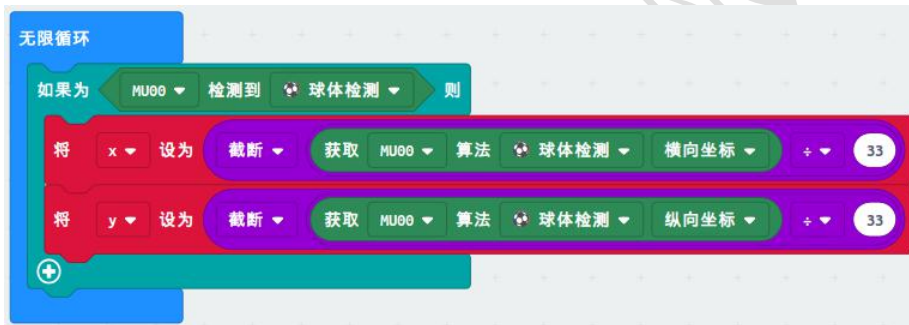 无限循环
如果为 MU00 检测到 球体检测 则
将 x 设为 截断 获取 MU00 算法 球体检测 横向坐标 ÷ 33
将 y 设为 截断 获取 MU00 算法 球体检测 纵向坐标 ÷ 33